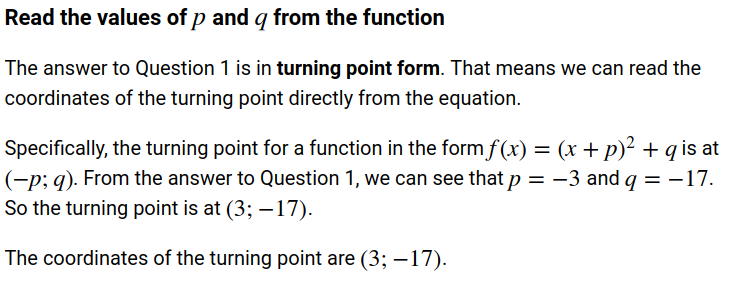 Read the values of p and q from the function
The answer to Question 1 is in turning point form. That means we can read the
coordinates of the turning point directly from the equation.
Specifically, the turning point for a function in the form f(x) = (x + p)² + q is at
(−p; q). From the answer to Question 1, we can see that p = −3 and q = −17.
So the turning point is at (3; −17).
The coordinates of the turning point are (3; −17).